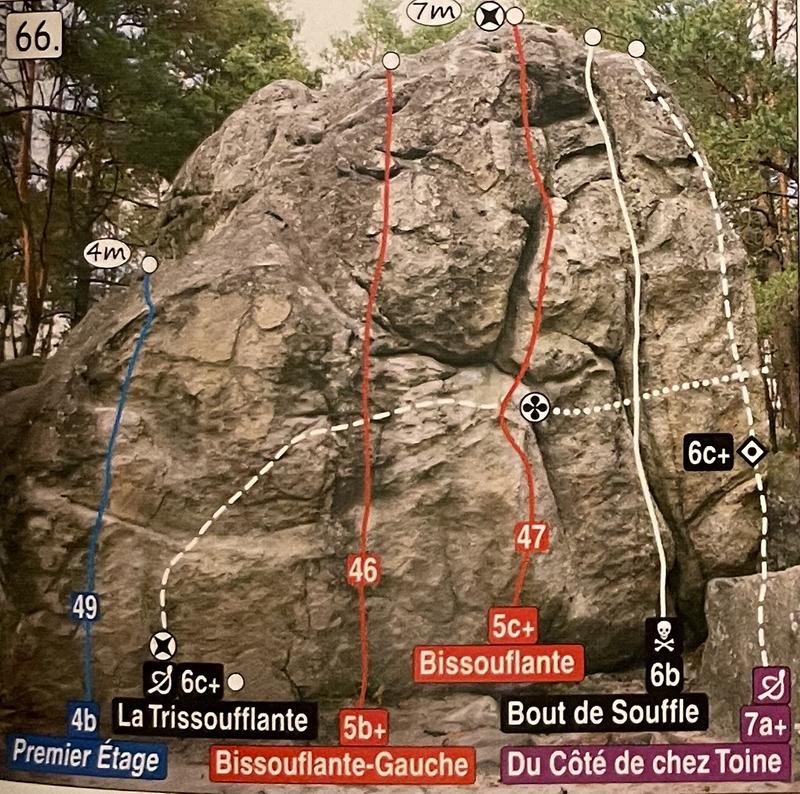 66.
7m
4m
6c+
47
46
49
5c+
Bissouflante
6c+
6b
La Trissoufflante
Bout de Souffle
4b
5b+
7a+
Premier Étage
Bissouflante-Gauche
Du Côté de chez Toine